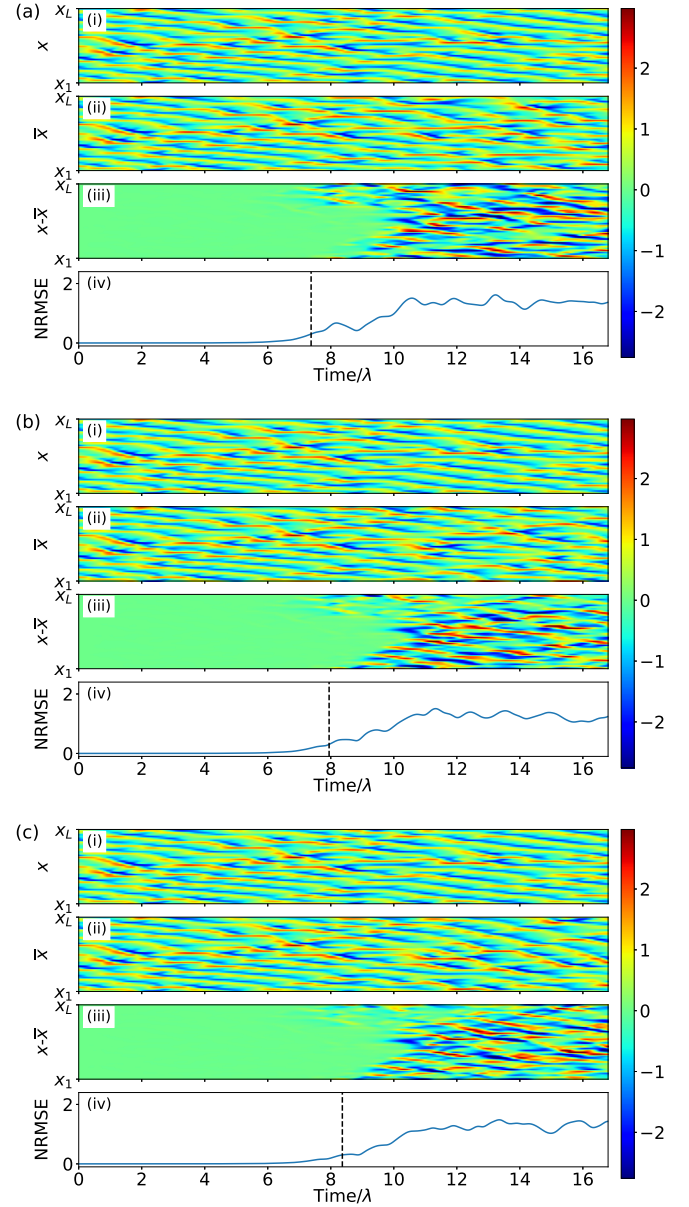 (a)
x_L
(i)
x
x_1
x_L
(ii)
x̅
x_1
x_L
(iii)
x-x̅
x_1
2
(iv)
NRMSE
0
0 2 4 6 8 10 12 14 16
Time/λ
2
1
0
−1
−2
(b)
x_L
(i)
x
x_1
x_L
(ii)
x̅
x_1
x_L
(iii)
x-x̅
x_1
2
(iv)
NRMSE
0
0 2 4 6 8 10 12 14 16
Time/λ
2
1
0
−1
−2
(c)
x_L
(i)
x
x_1
x_L
(ii)
x̅
x_1
x_L
(iii)
x-x̅
x_1
2
(iv)
NRMSE
0
0 2 4 6 8 10 12 14 16
Time/λ
2
1
0
−1
−2